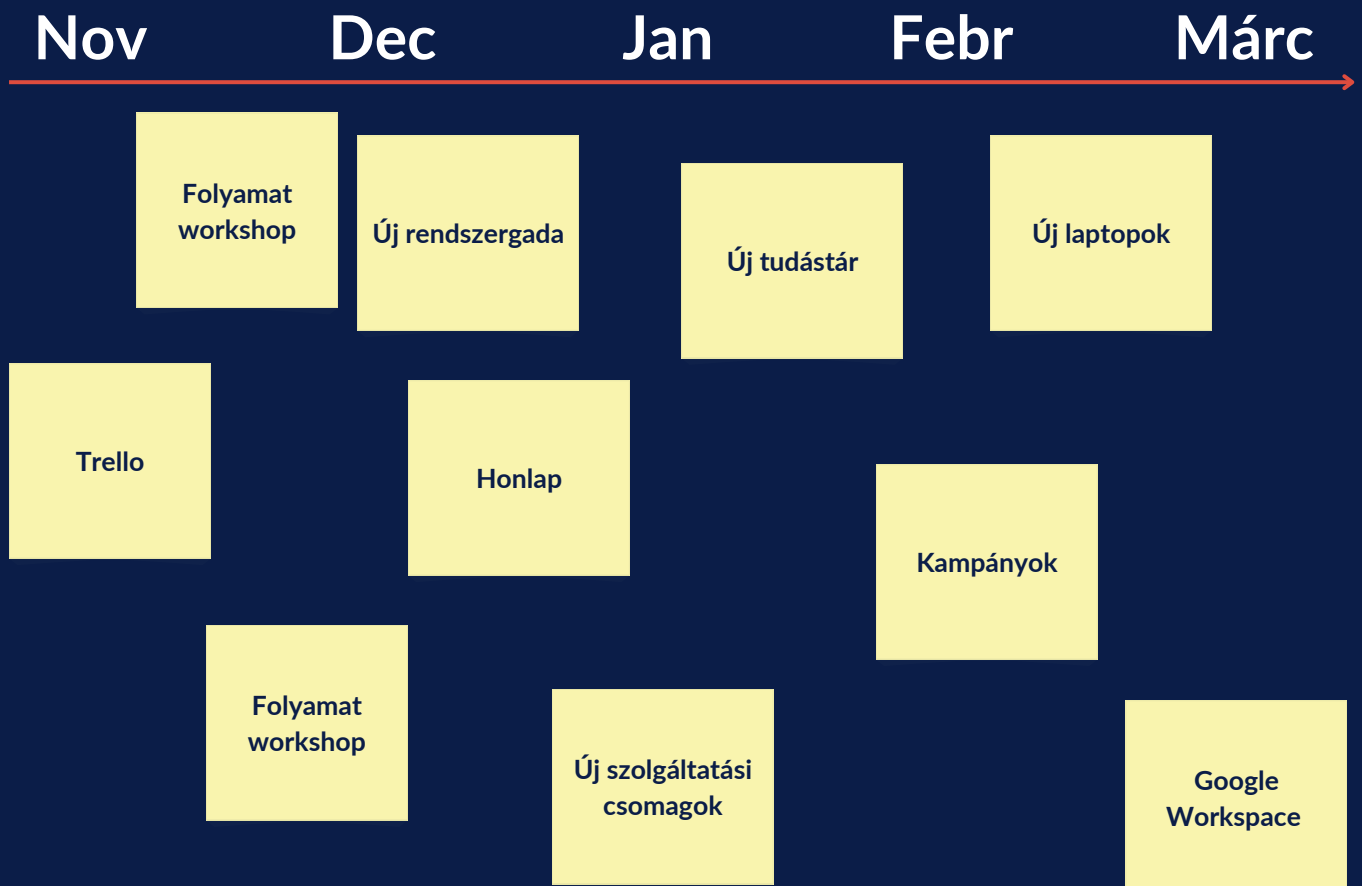 Nov Dec Jan Febr Márc
Folyamat
workshop
Új rendszergada
Új tudástár
Új laptopok
Trello
Honlap
Kampányok
Folyamat
workshop
Új szolgáltatási
csomagok
Google
Workspace